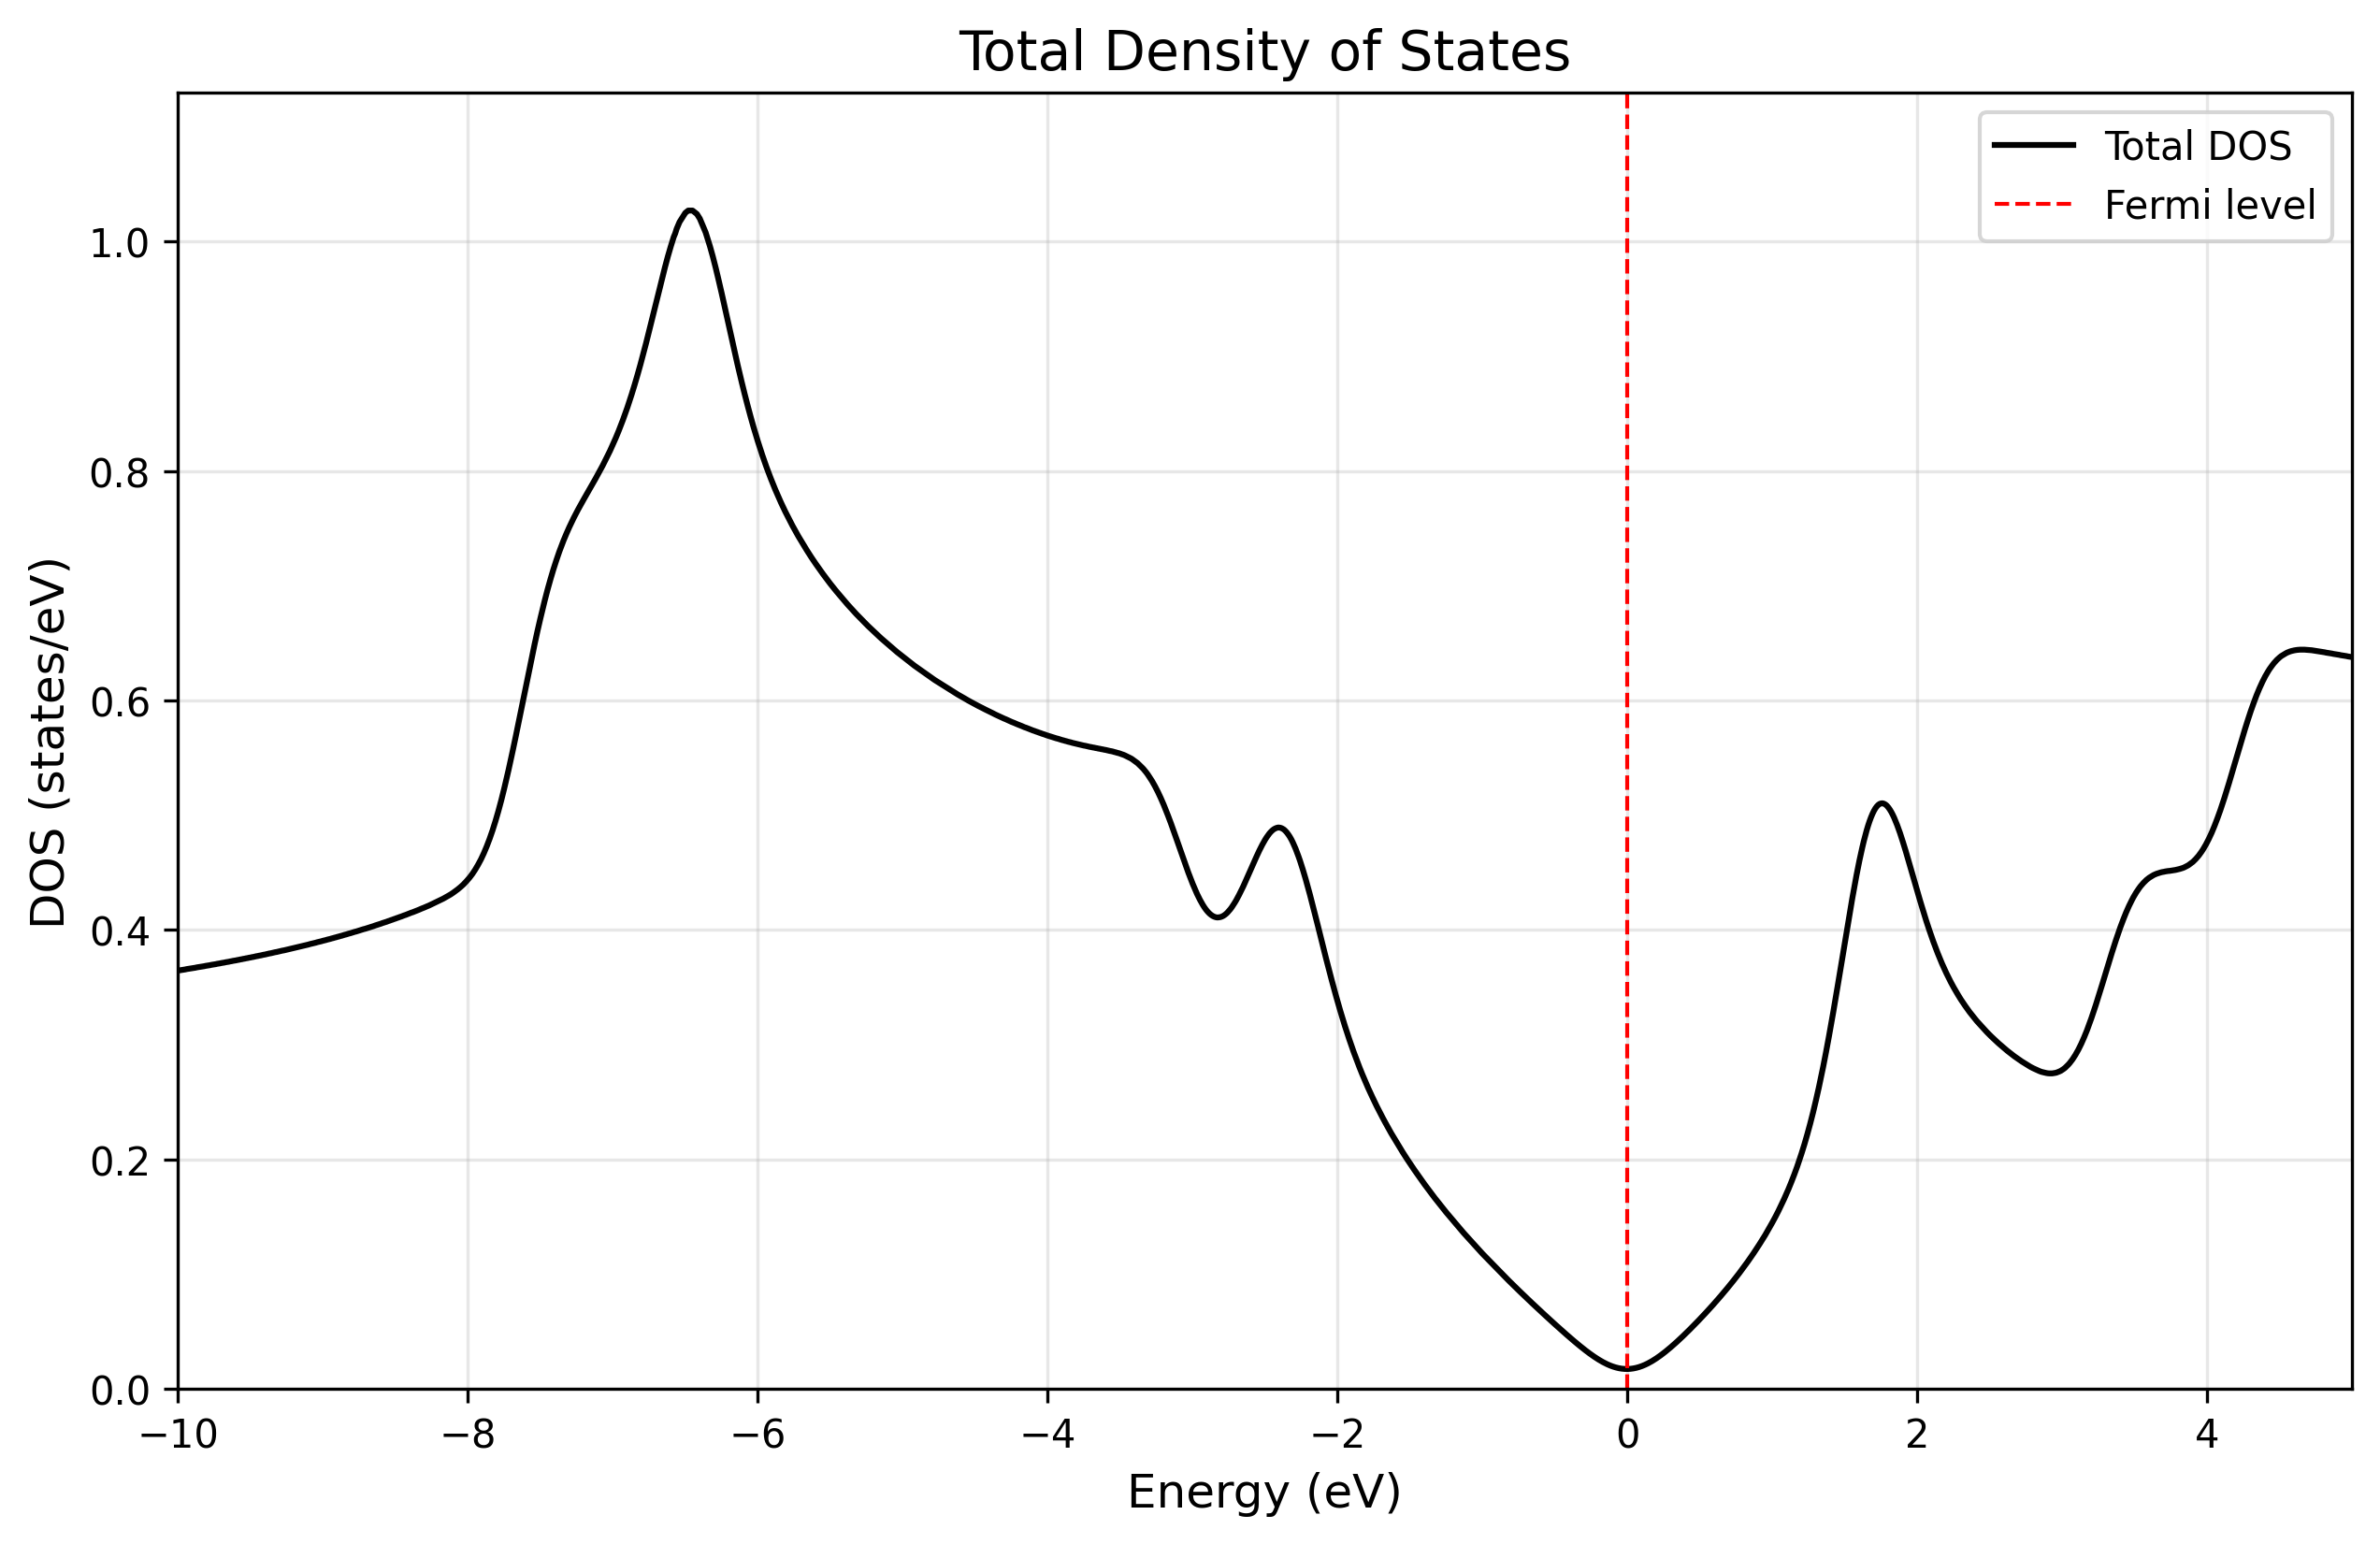 Total Density of States
Total DOS
Fermi level
DOS (states/eV)
1.0
0.8
0.6
0.4
0.2
0.0
−10
−8
−6
−4
−2
0
2
4
Energy (eV)